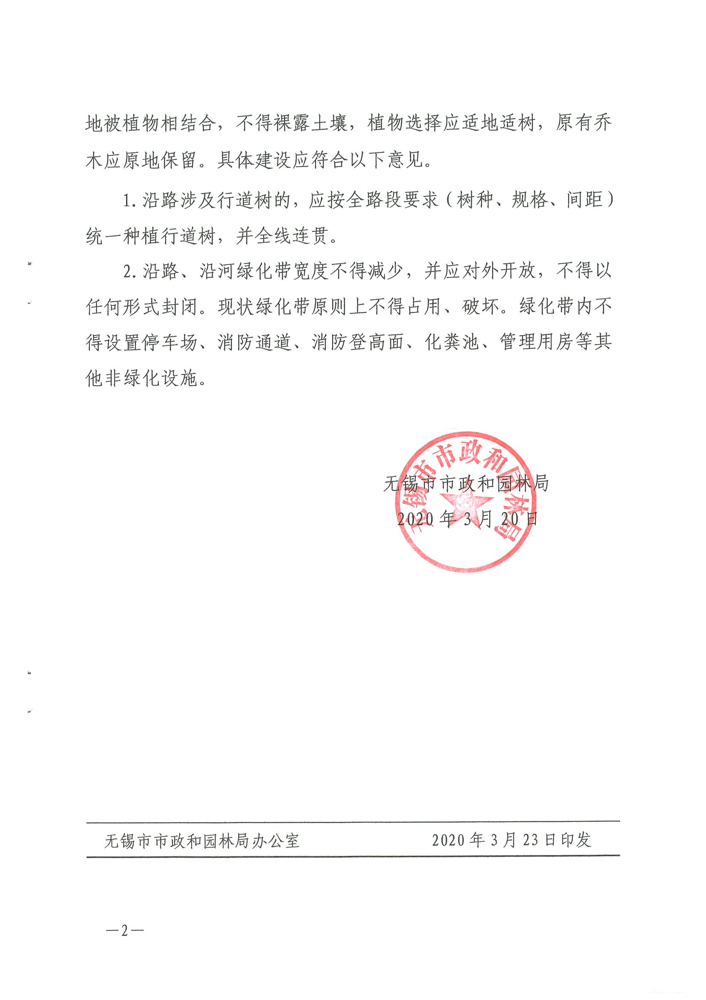 地被植物相结合，不得裸露土壤，植物选择应适地适树，原有乔
木应原地保留。具体建设应符合以下意见。
1.沿路涉及行道树的，应按全路段要求（树种、规格、间距）
统一种植行道树，并全线连贯。
2.沿路、沿河绿化带宽度不得减少，并应对外开放，不得以
任何形式封闭。现状绿化带原则上不得占用、破坏。绿化带内不
得设置停车场、消防通道、消防登高面、化粪池、管理用房等其
他非绿化设施。
无锡市市政和园林局
无锡市市政和园林局
2020年3月20日
无锡市市政和园林局办公室 2020年3月23日印发
—2—